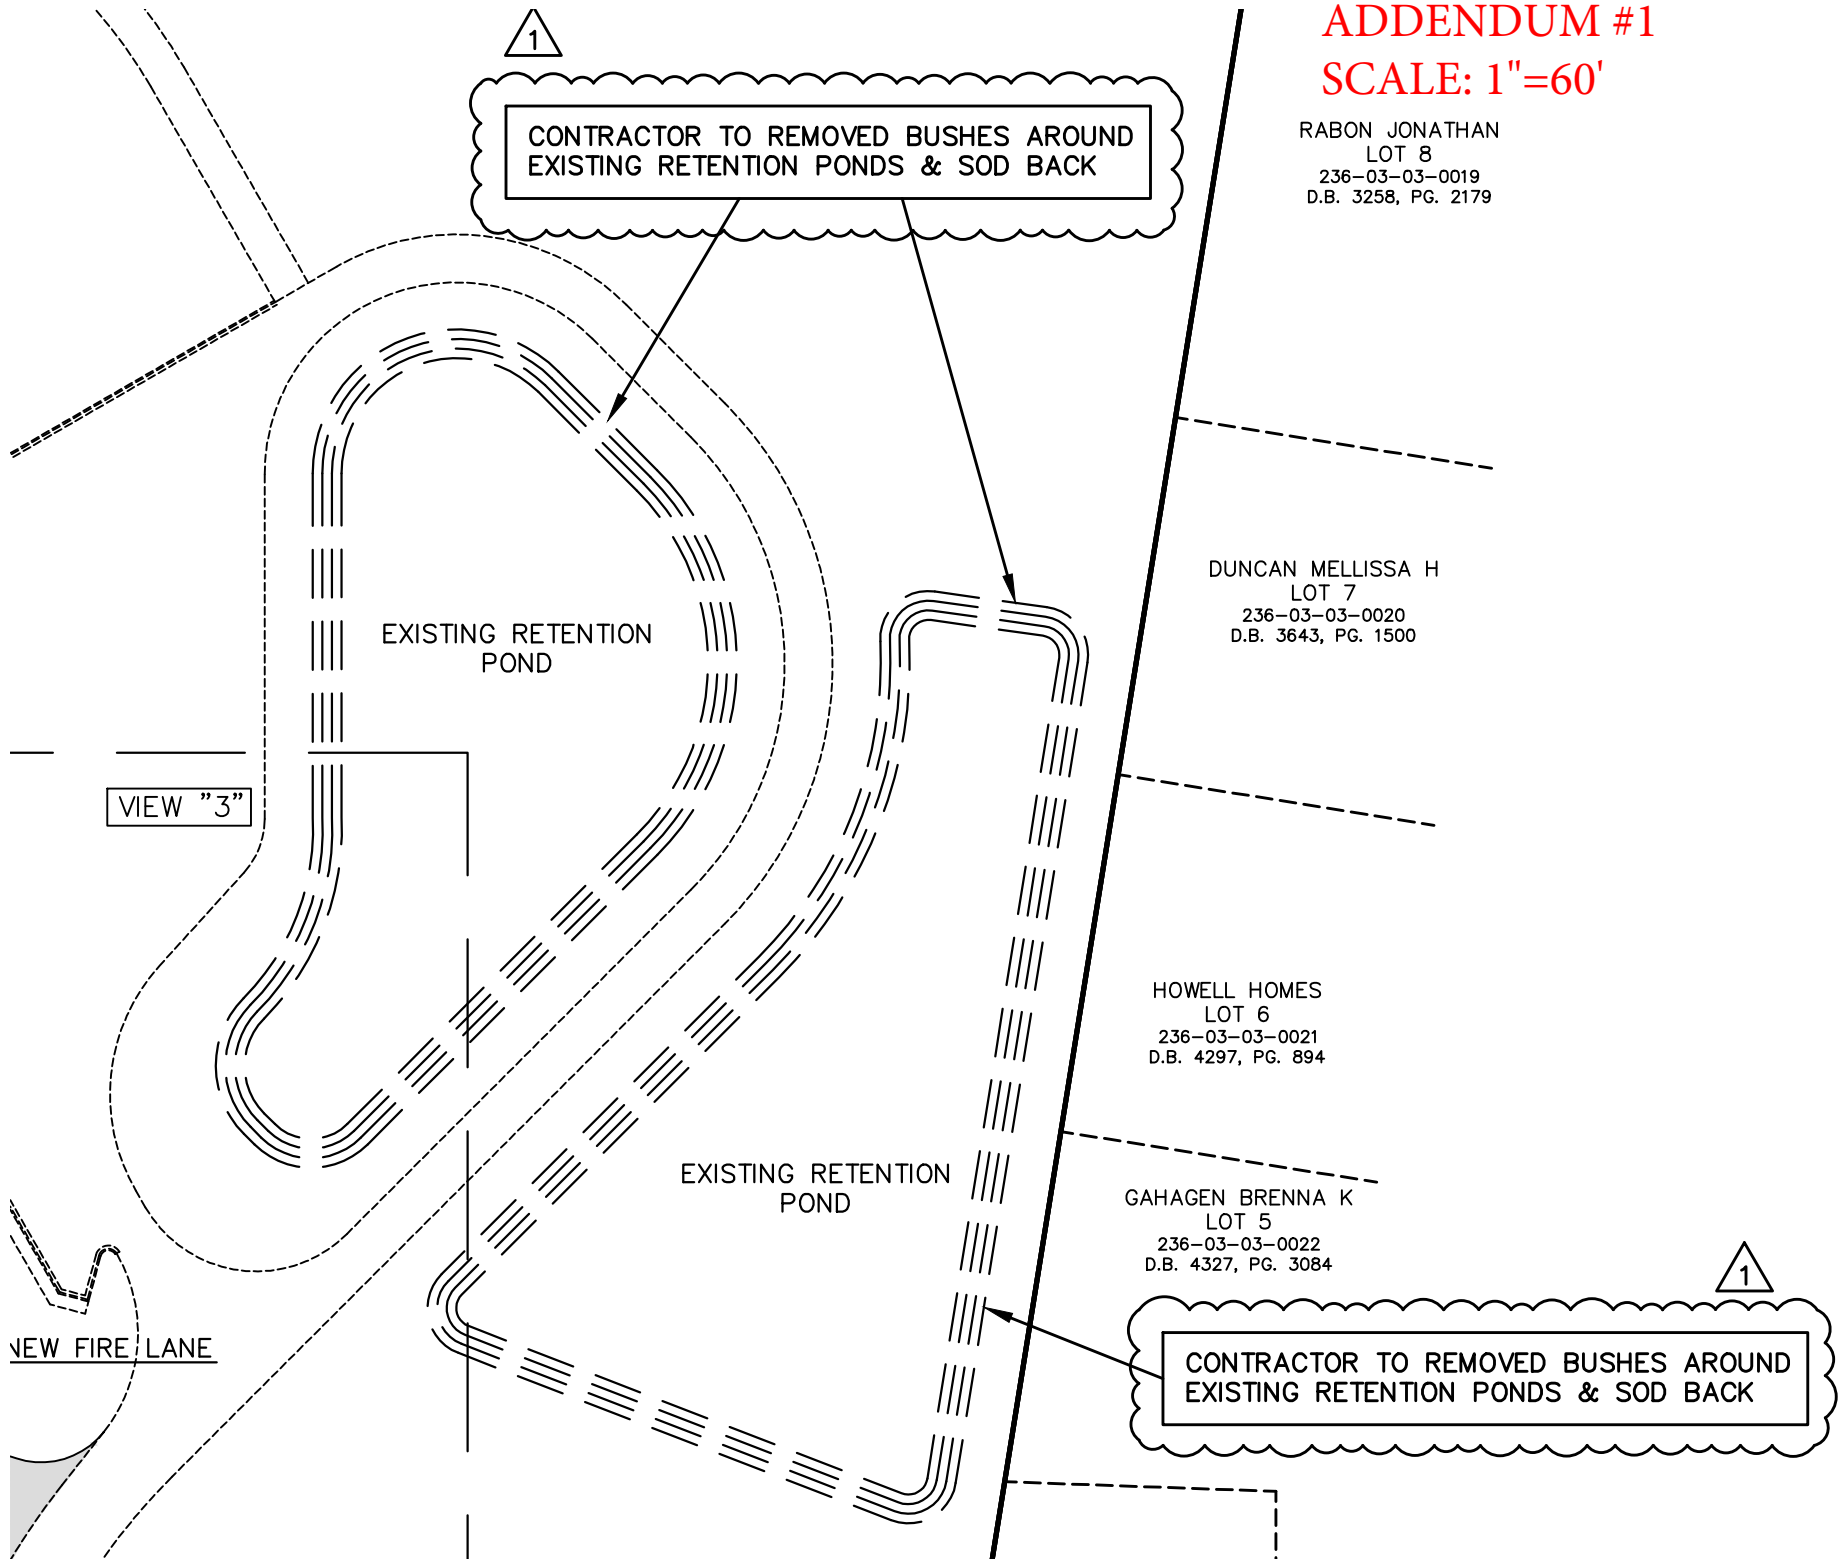 ADDENDUM #1
SCALE: 1"=60'
1
CONTRACTOR TO REMOVED BUSHES AROUND
EXISTING RETENTION PONDS & SOD BACK
RABON JONATHAN
LOT 8
236-03-03-0019
D.B. 3258, PG. 2179
DUNCAN MELLISSA H
LOT 7
236-03-03-0020
D.B. 3643, PG. 1500
EXISTING RETENTION
POND
VIEW "3"
HOWELL HOMES
LOT 6
236-03-03-0021
D.B. 4297, PG. 894
EXISTING RETENTION
POND
GAHAGEN BRENNA K
LOT 5
236-03-03-0022
D.B. 4327, PG. 3084
1
NEW FIRE LANE
CONTRACTOR TO REMOVED BUSHES AROUND
EXISTING RETENTION PONDS & SOD BACK